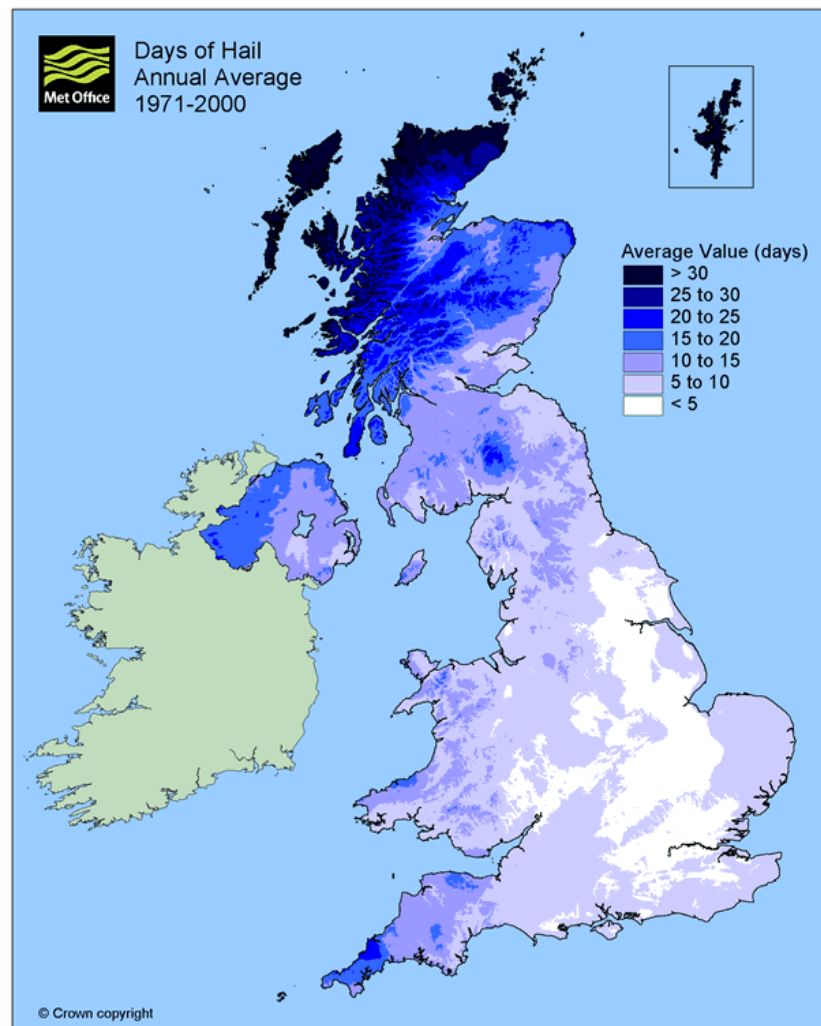 Met Office
Days of Hail
Annual Average
1971-2000
Average Value (days)
> 30
25 to 30
20 to 25
15 to 20
10 to 15
5 to 10
< 5
© Crown copyright